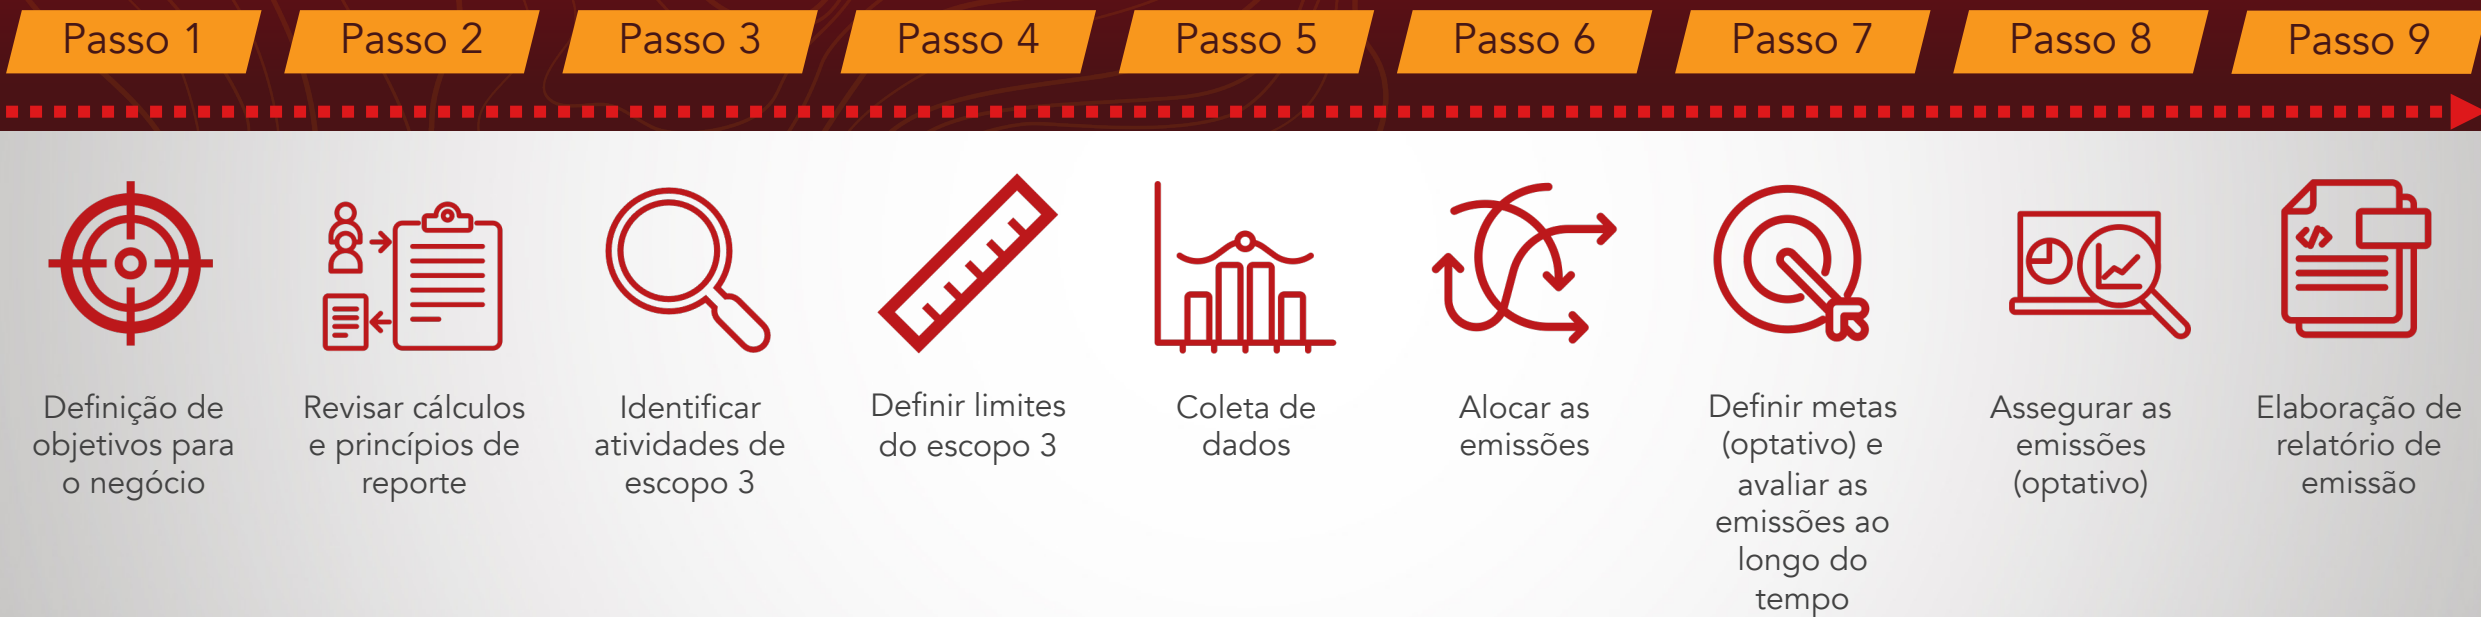 Passo 1
Passo 2
Passo 3
Passo 4
Passo 5
Passo 6
Passo 7
Passo 8
Passo 9
Definição de
objetivos para
o negócio
Revisar cálculos
e princípios de
reporte
Identificar
atividades de
escopo 3
Definir limites
do escopo 3
Coleta de
dados
Alocar as
emissões
Definir metas
(optativo) e
avaliar as
emissões ao
longo do
tempo
Assegurar as
emissões
(optativo)
Elaboração de
relatório de
emissão